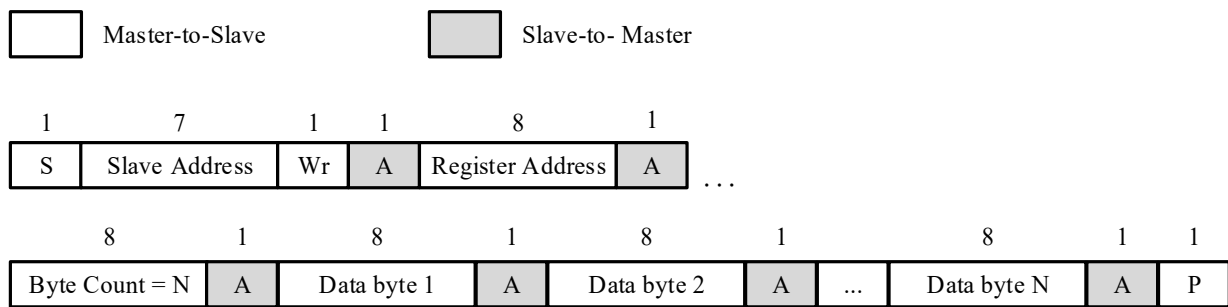 Master-to-Slave Slave-to- Master
1 7 1 1 8 1
S Slave Address Wr A Register Address A ...
8 1 8 1 8 1 8 1 1
Byte Count = N A Data byte 1 A Data byte 2 A ... Data byte N A P